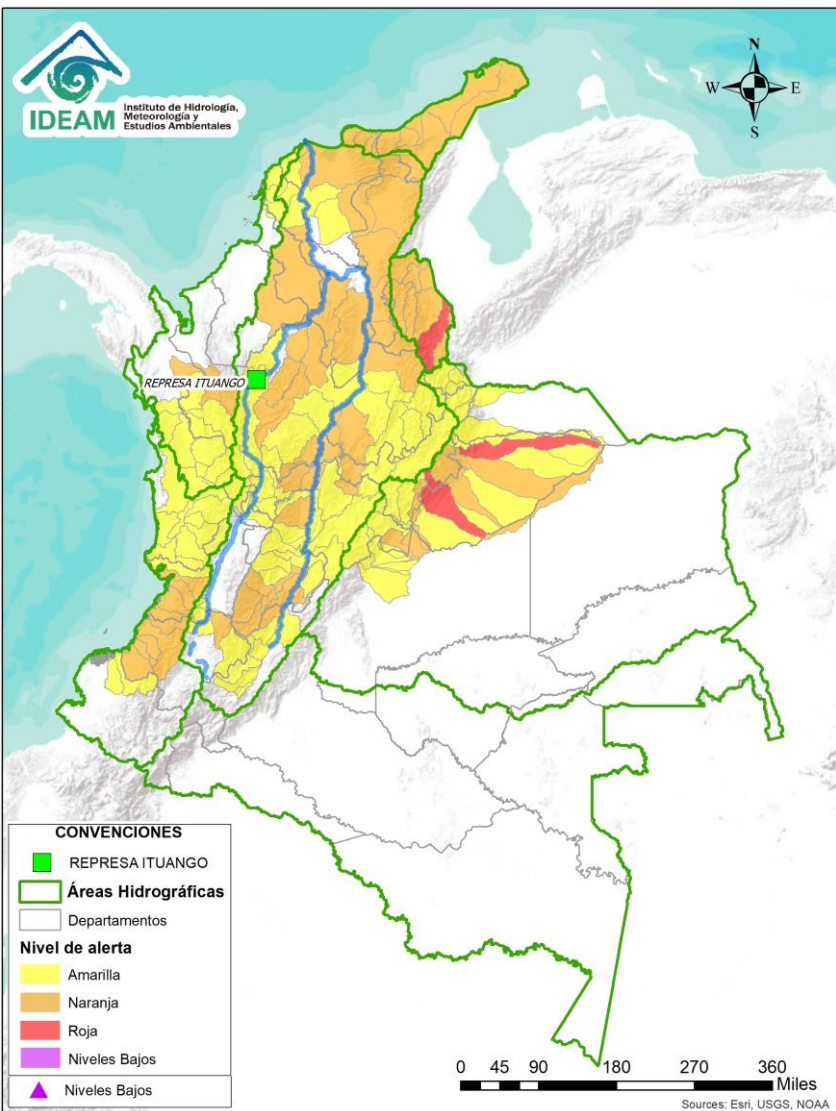 IDEAM
Instituto de Hidrología,
Meteorología y
Estudios Ambientales
N
W
E
S
REPRESA ITUANGO
CONVENCIONES
REPRESA ITUANGO
Áreas Hidrográficas
Departamentos
Nivel de alerta
Amarilla
Naranja
Roja
Niveles Bajos
Niveles Bajos
0 45 90 180 270 360
Miles
Sources: Esri, USGS, NOAA